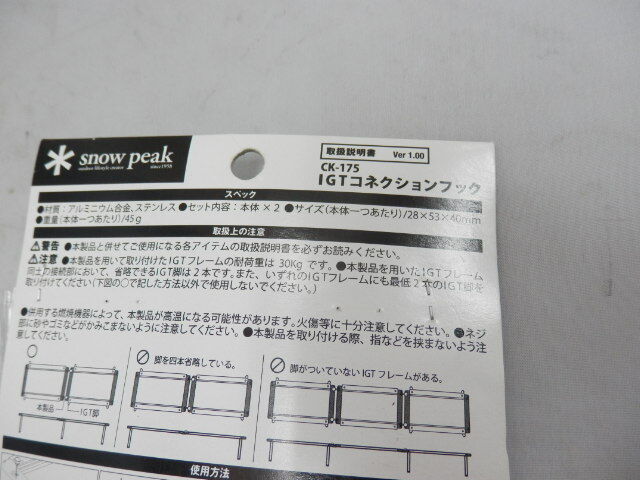 snow peak
outdoor lifestyle creator
since 1958
取扱説明書 Ver 1.00
CK-175
IGTコネクションフック
スペック
●材質：アルミニウム合金、ステンレス ●セット内容：本体×2 ●サイズ（本体一つあたり）/28×53×40mm
●重量（本体一つあたり）/45g
取扱上の注意
⚠警告 ●本製品と併せてご使用になる各アイテムの取扱説明書を必ずお読みください。
⚠注意 ●本製品を用いて取り付けたIGTフレームの耐荷重は 30Kg です。●本製品を用いたIGTフレーム
同士の接続部において、省略できるIGT脚は2本です。また、いずれのIGTフレームにも最低2本のIGT脚を
取り付けてください（下図の○で記した方法以外で使用しないでください。）
●併用する燃焼機器によって、本製品が高温になる可能性があります。火傷等に十分注意してください。●ネジ
部に砂やゴミなどがかみこまないように注意してください。●本製品を取り付ける際、指などを挟まないよう注
意してください。
脚を四本省略している。
脚がついていない IGT フレームがある。
本製品 IGT脚
使用方法